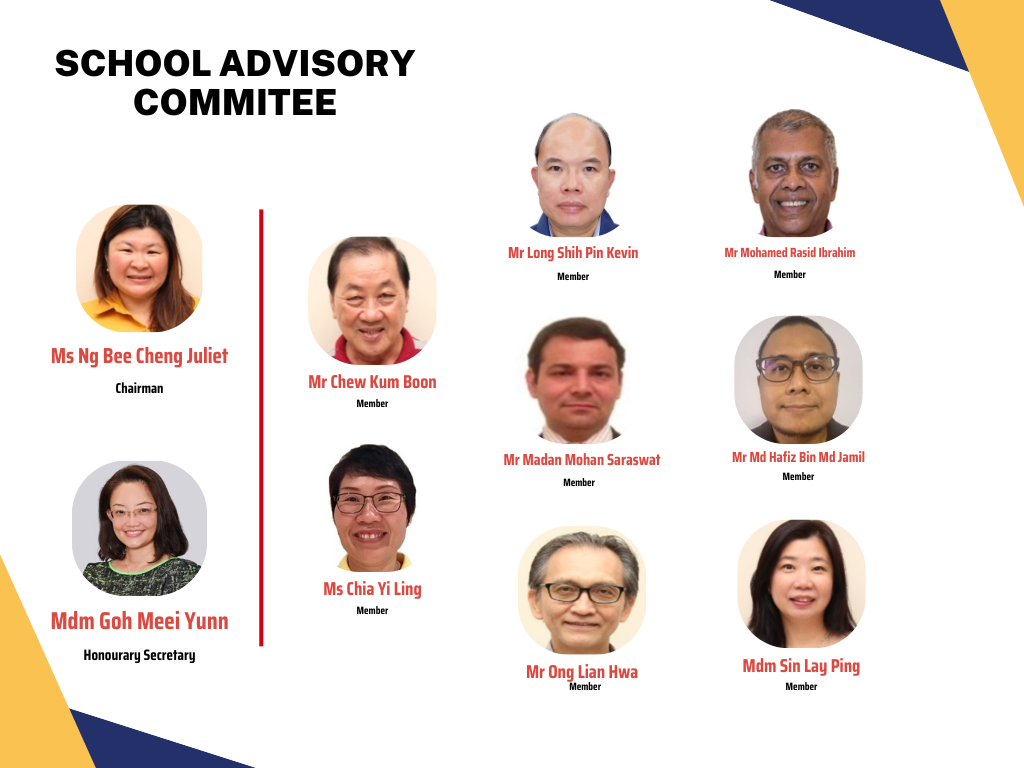 SCHOOL ADVISORY
COMMITEE
Ms Ng Bee Cheng Juliet
Chairman
Mdm Goh Meei Yunn
Honourary Secretary
Mr Chew Kum Boon
Member
Ms Chia Yi Ling
Member
Mr Long Shih Pin Kevin
Member
Mr Mohamed Rasid Ibrahim
Member
Mr Madan Mohan Saraswat
Member
Mr Md Hafiz Bin Md Jamil
Member
Mr Ong Lian Hwa
Member
Mdm Sin Lay Ping
Member